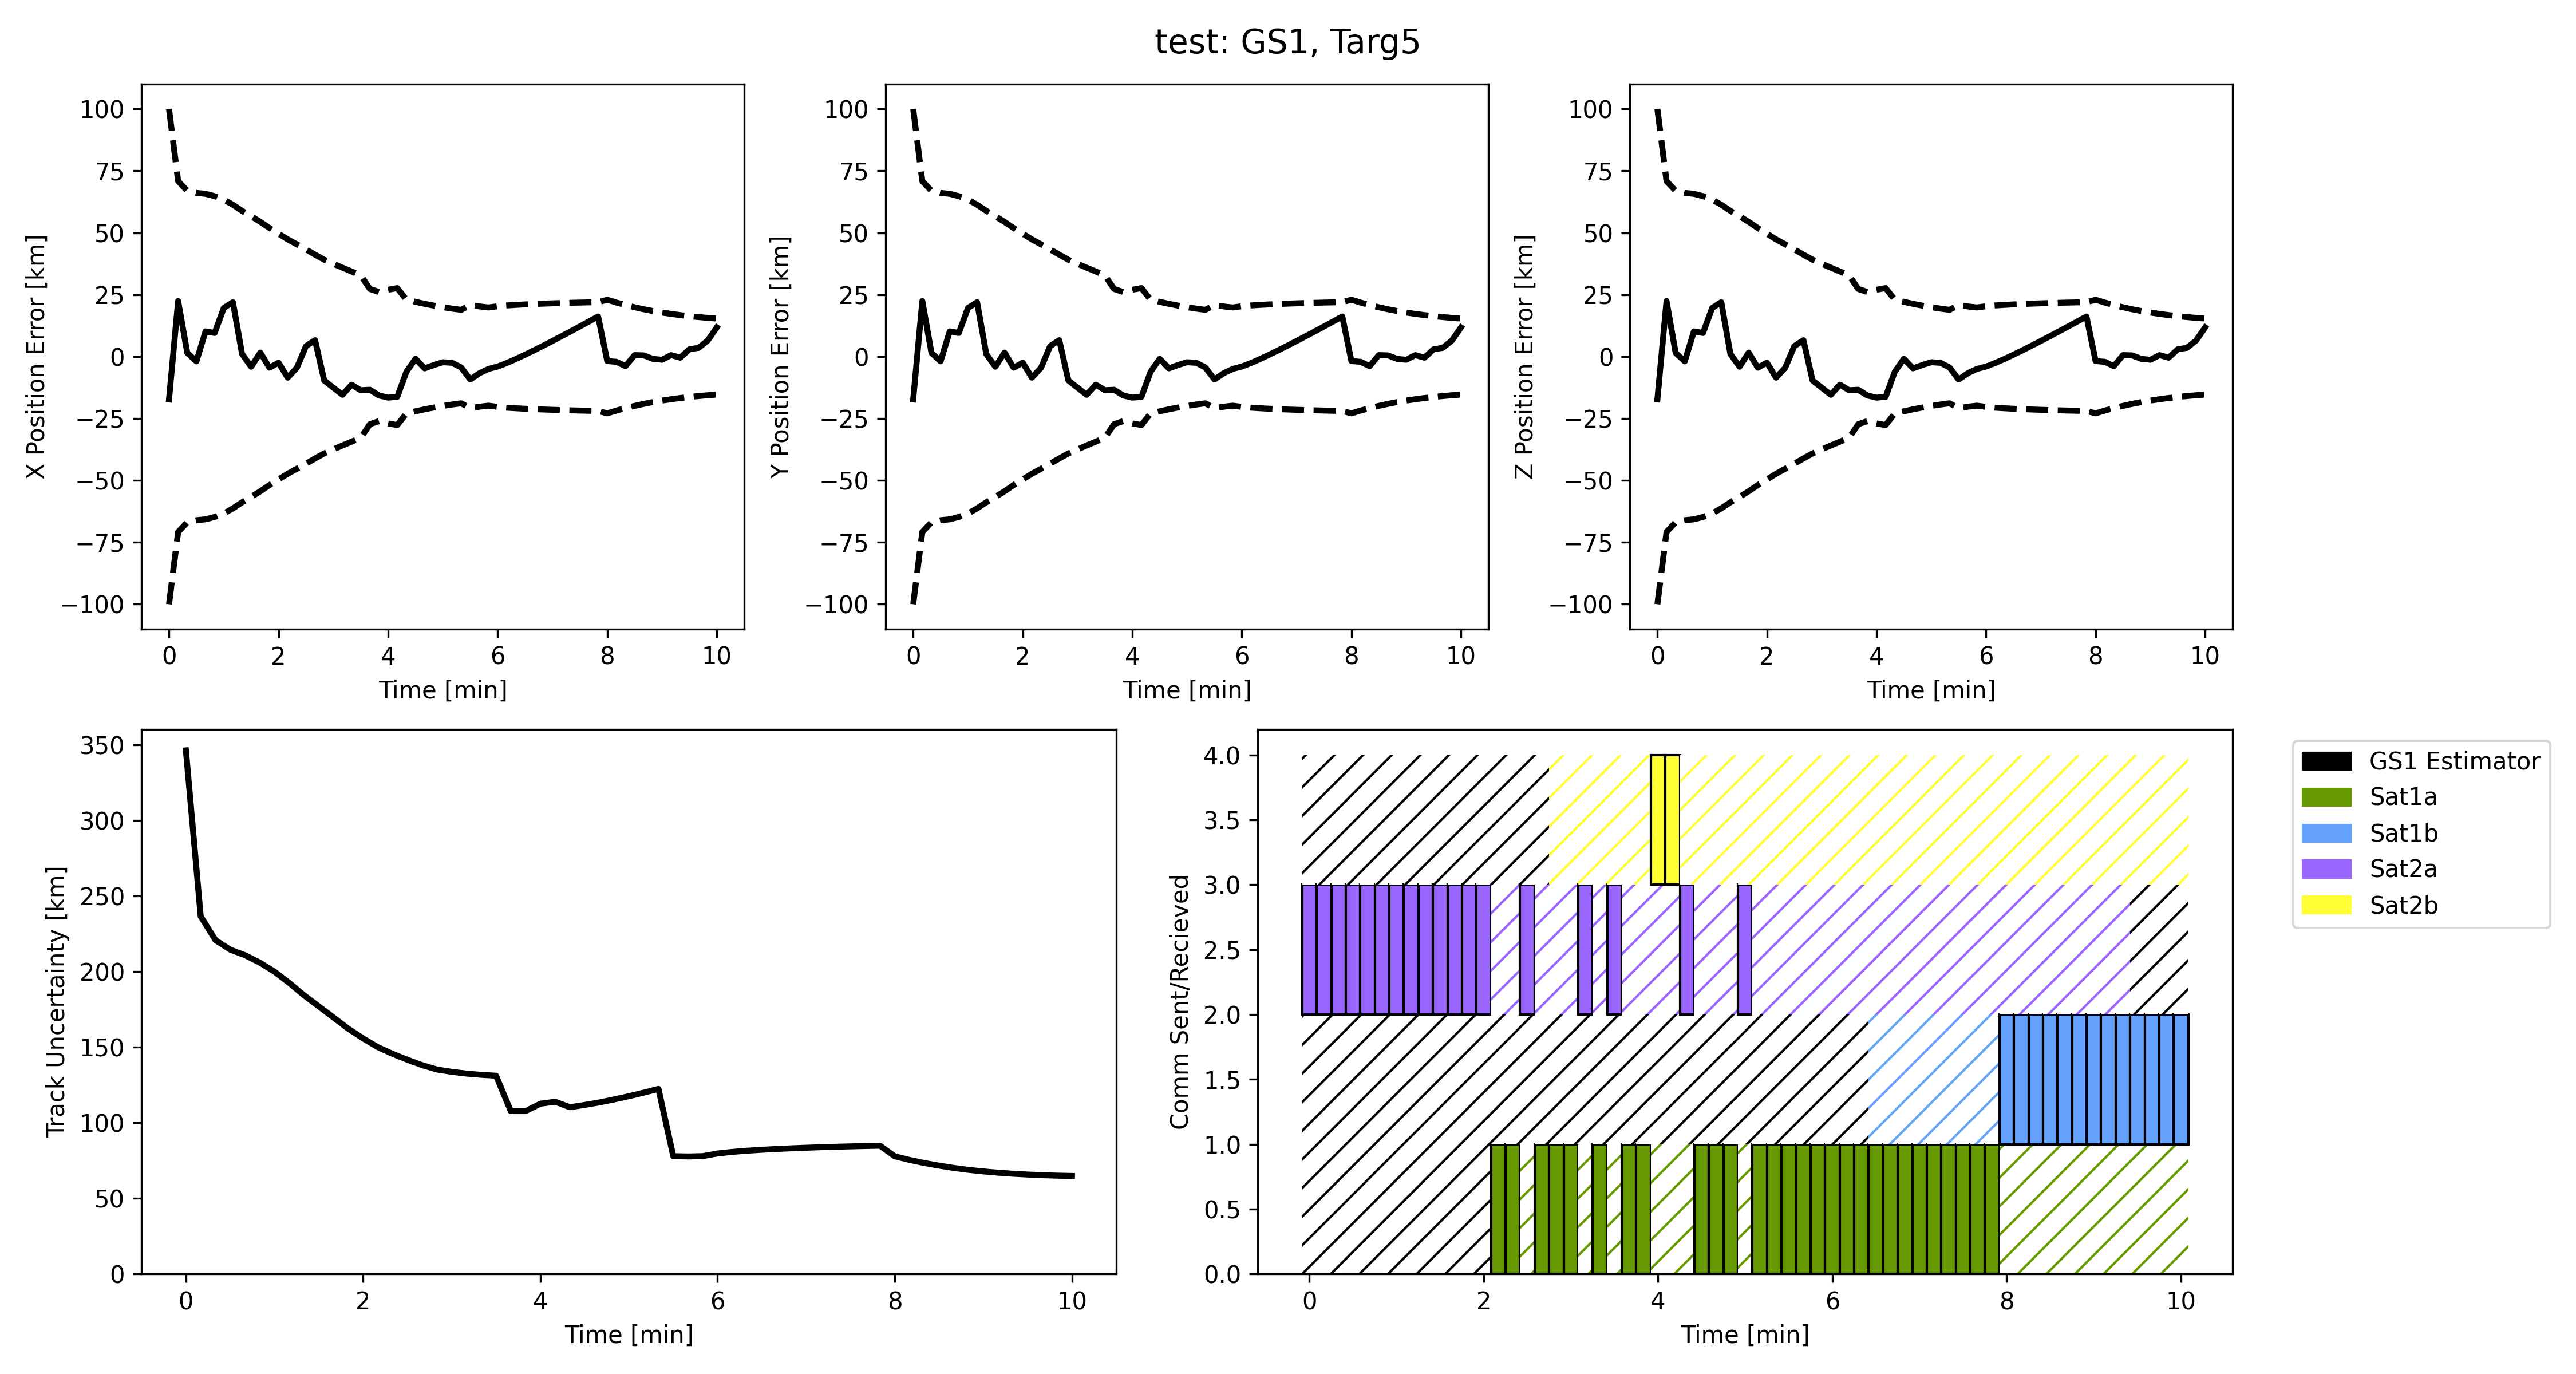 test: GS1, Targ5
100
75
50
25
0
−25
−50
−75
−100
X Position Error [km]
0 2 4 6 8 10
Time [min]
100
75
50
25
0
−25
−50
−75
−100
Y Position Error [km]
0 2 4 6 8 10
Time [min]
100
75
50
25
0
−25
−50
−75
−100
Z Position Error [km]
0 2 4 6 8 10
Time [min]
350
300
250
200
150
100
50
0
Track Uncertainty [km]
0 2 4 6 8 10
Time [min]
4.0
3.5
3.0
2.5
2.0
1.5
1.0
0.5
0.0
Comm Sent/Recieved
0 2 4 6 8 10
Time [min]
GS1 Estimator
Sat1a
Sat1b
Sat2a
Sat2b